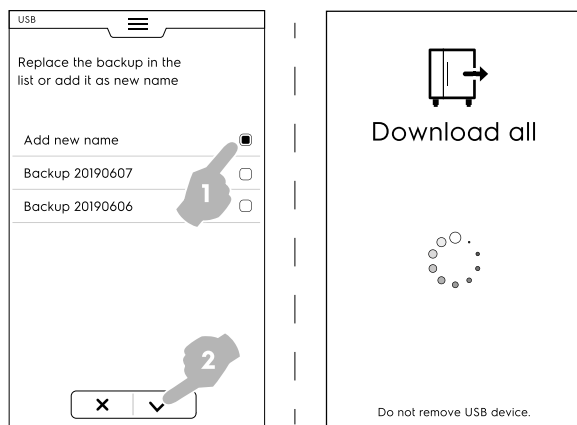 USB
Replace the backup in the
list or add it as new name
Add new name
Backup 20190607
Backup 20190606
1
2
Download all
Do not remove USB device.